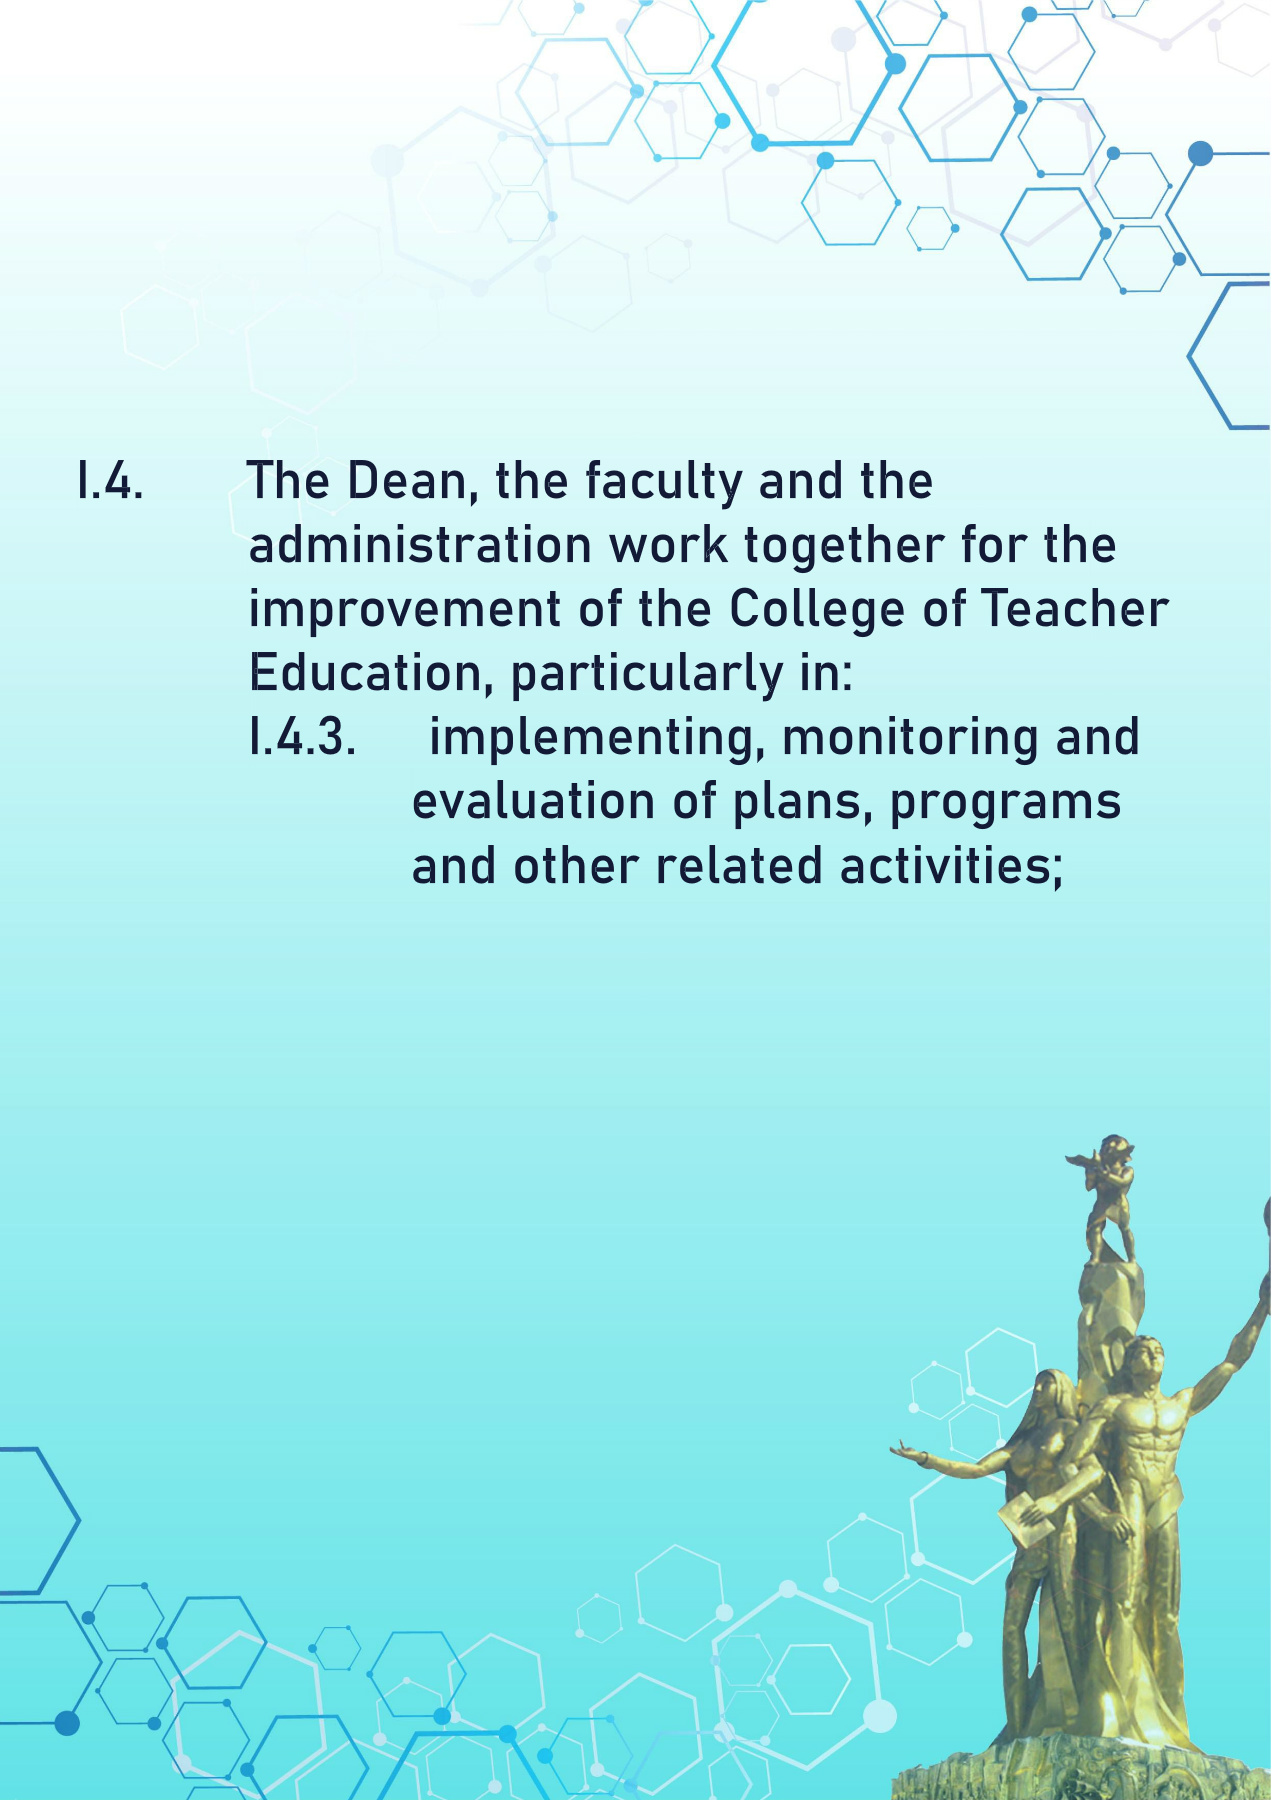 I.4. The Dean, the faculty and the
administration work together for the
improvement of the College of Teacher
Education, particularly in:
I.4.3. implementing, monitoring and
evaluation of plans, programs
and other related activities;